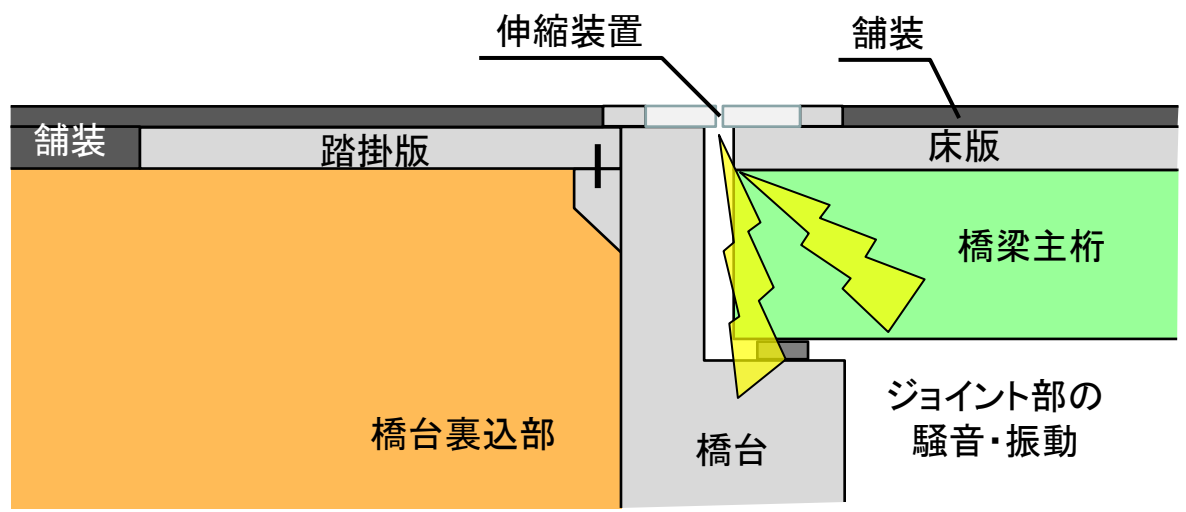 伸縮装置
舗装
舗装
踏掛版
床版
橋梁主桁
ジョイント部の
騒音・振動
橋台裏込部
橋台